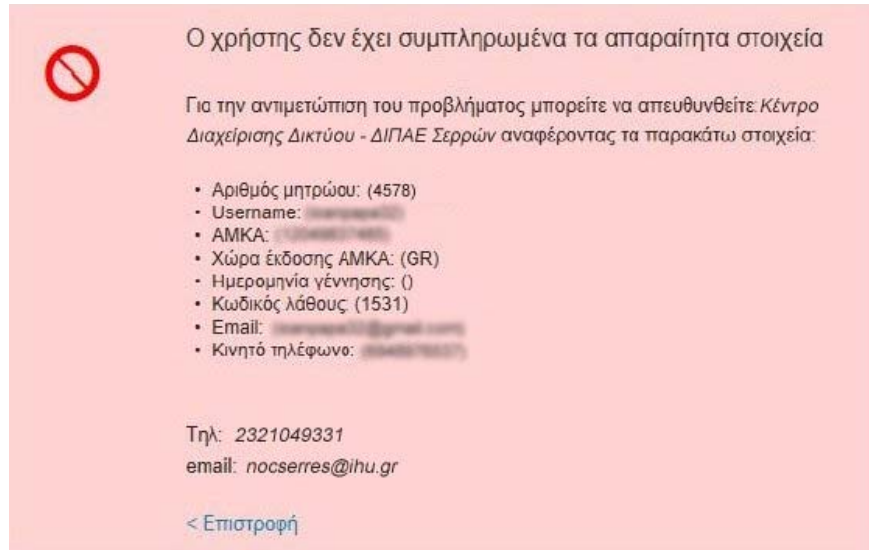 Ο χρήστης δεν έχει συμπληρωμένα τα απαραίτητα στοιχεία
Για την αντιμετώπιση του προβλήματος μπορείτε να απευθυνθείτε: Κέντρο
Διαχείρισης Δικτύου - ΔΙΠΑΕ Σερρών αναφέροντας τα παρακάτω στοιχεία:
• Αριθμός μητρώου: (4578)
• Username:
• ΑΜΚΑ:
• Χώρα έκδοσης ΑΜΚΑ: (GR)
• Ημερομηνία γέννησης: ()
• Κωδικός λάθους: (1531)
• Email:
• Κινητό τηλέφωνο:
Τηλ: 2321049331
email: nocserres@ihu.gr
< Επιστροφή